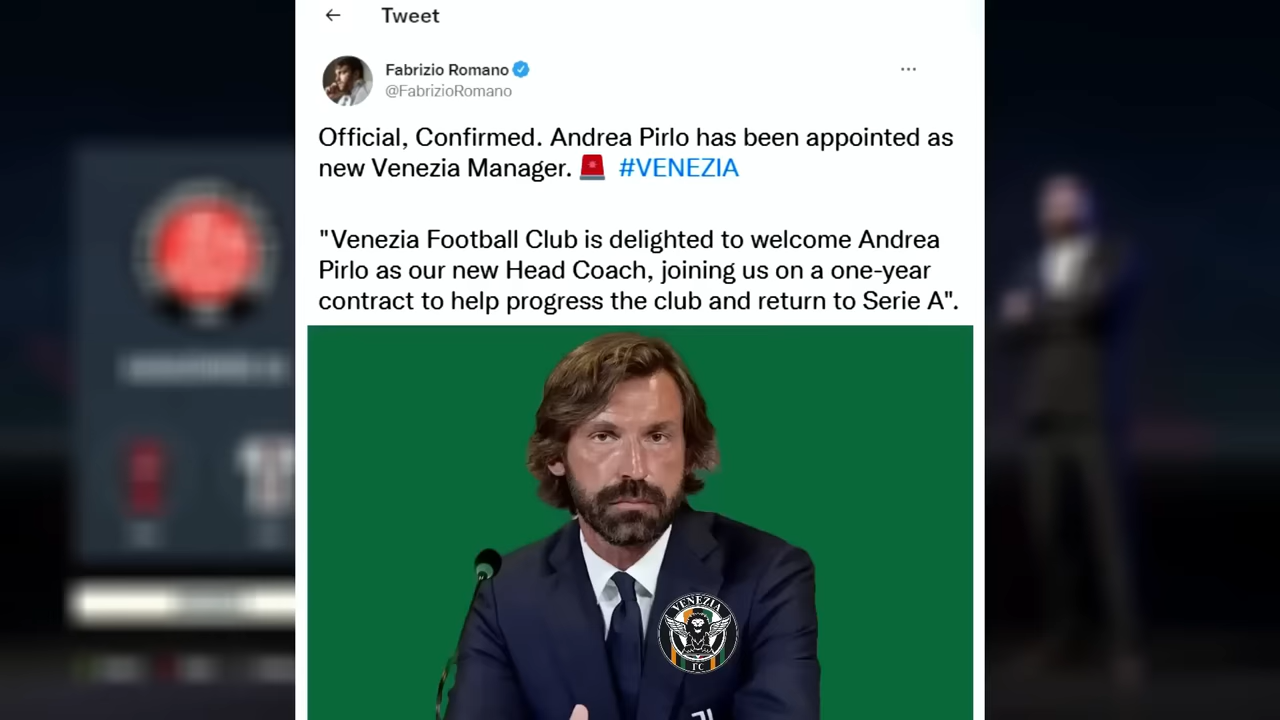 ← Tweet
Fabrizio Romano
@FabrizioRomano
Official, Confirmed. Andrea Pirlo has been appointed as
new Venezia Manager. 🚨 #VENEZIA
"Venezia Football Club is delighted to welcome Andrea
Pirlo as our new Head Coach, joining us on a one-year
contract to help progress the club and return to Serie A".
VENEZIA
FC